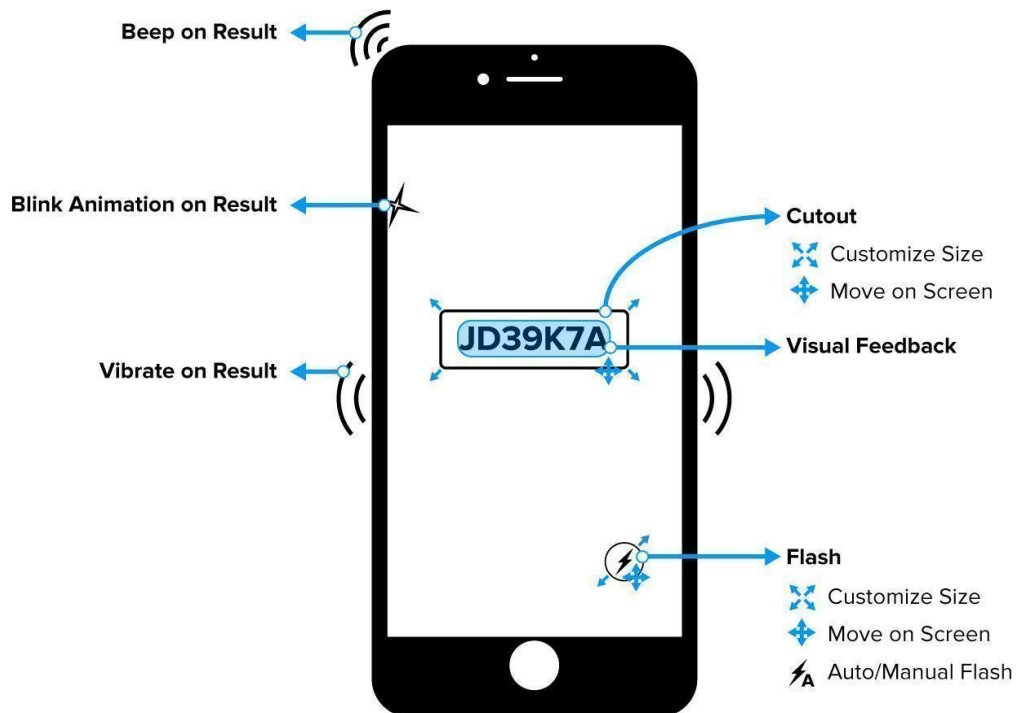 Beep on Result
Blink Animation on Result
Vibrate on Result
JD39K7A
Cutout
Customize Size
Move on Screen
Visual Feedback
Flash
Customize Size
Move on Screen
A Auto/Manual Flash